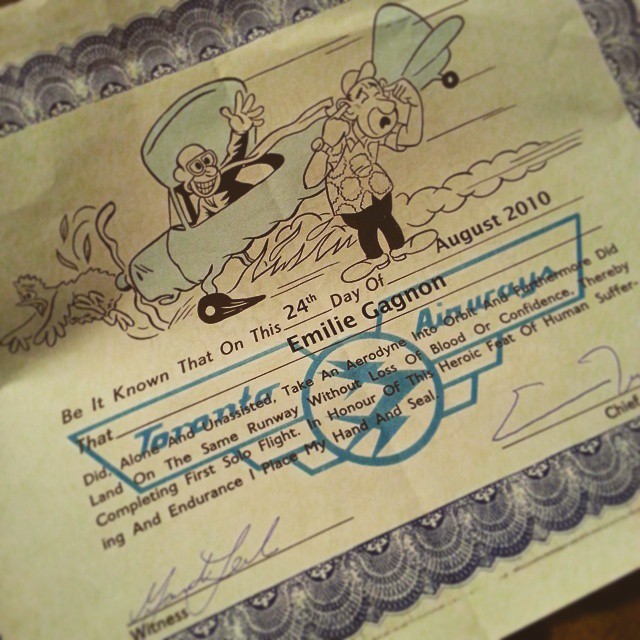 Be It Known That On This 24th Day Of August 2010
That Emilie Gagnon
Did, Alone And Unassisted, Take An Aerodyne Into Orbit And Furthermore Did
Land On The Same Runway Without Loss Of Blood Or Confidence, Thereby
Completing First Solo Flight. In Honour Of This Heroic Feat Of Human Suffer-
ing And Endurance I Place My Hand And Seal.
Toronto Airways
Chief
Witness